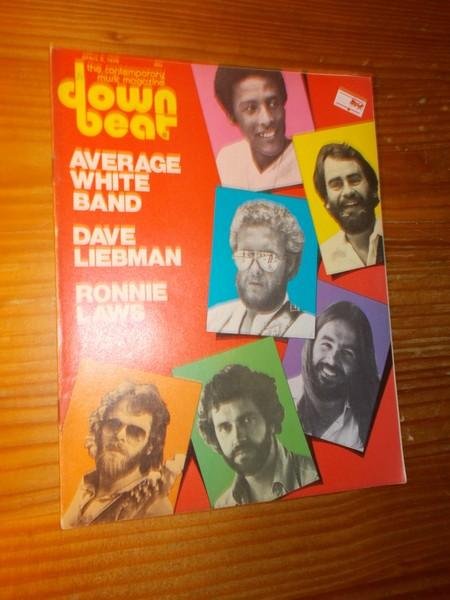 the contemporary
music magazine
down
beat
AVERAGE
WHITE
BAND
DAVE
LIEBMAN
RONNIE
LAWS